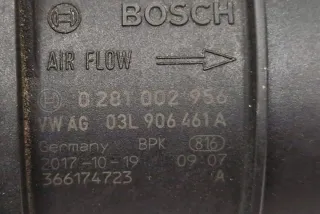 BOSCH
AIR FLOW
0 281 002 956
VW AG 03L 906 461 A
Germany BPK 816
2017-10-19 09:07
366174723 A